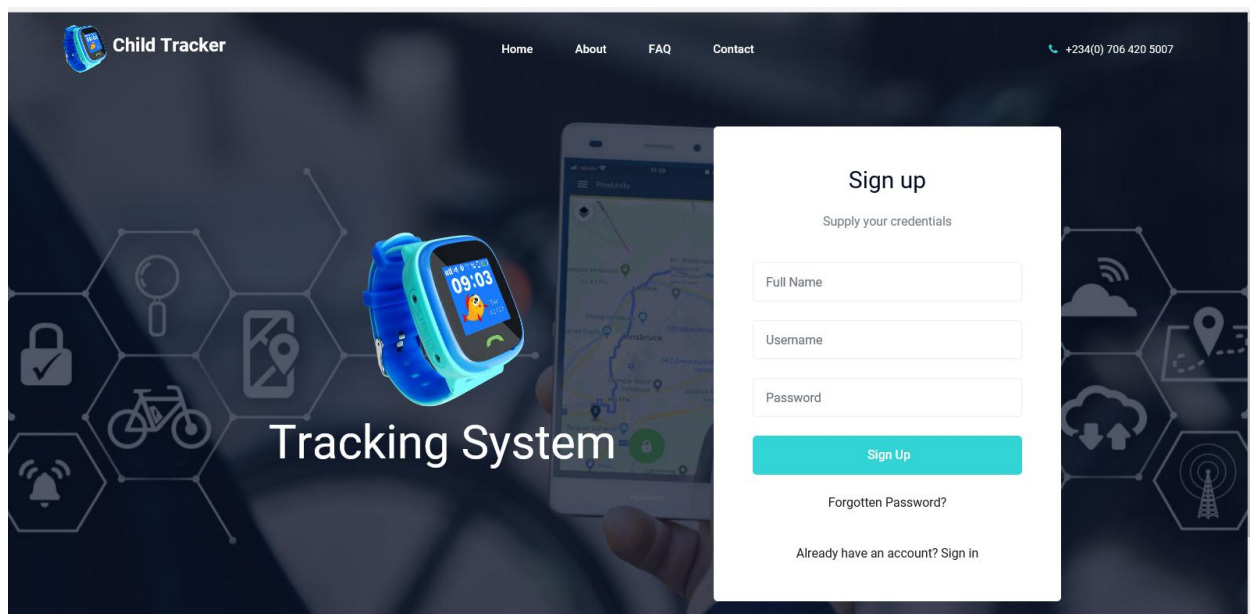 Child Tracker
Home About FAQ Contact
+234(0) 706 420 5007
Sign up
Supply your credentials
Full Name
Username
Password
Sign Up
Forgotten Password?
Already have an account? Sign in
09:03
Tracking System
PowUnity